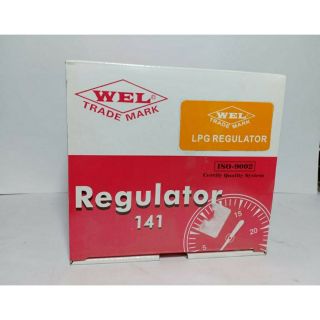 WEL®
TRADE MARK
WEL
TRADE MARK
LPG REGULATOR
ISO-9002
Certify Quality System
Regulator
141
5
15
20